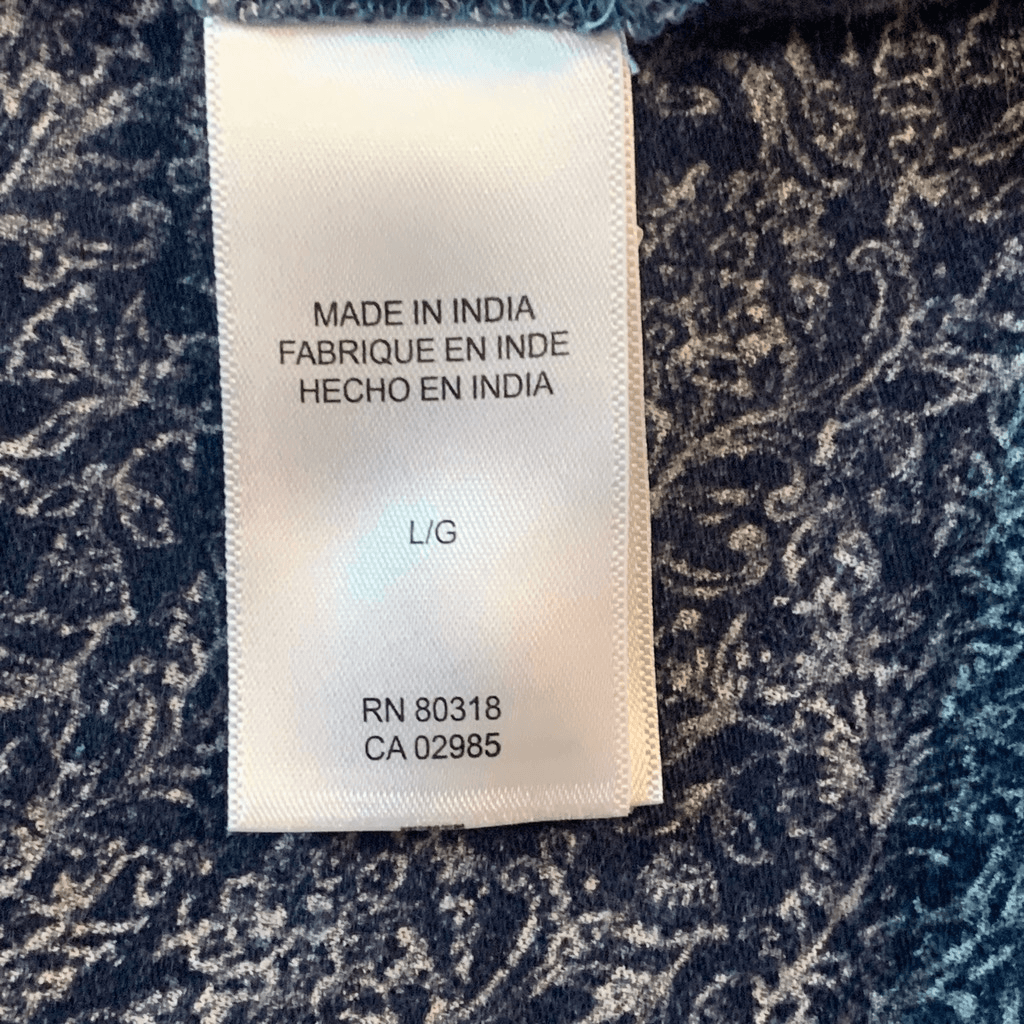 MADE IN INDIA
FABRIQUE EN INDE
HECHO EN INDIA
L/G
RN 80318
CA 02985